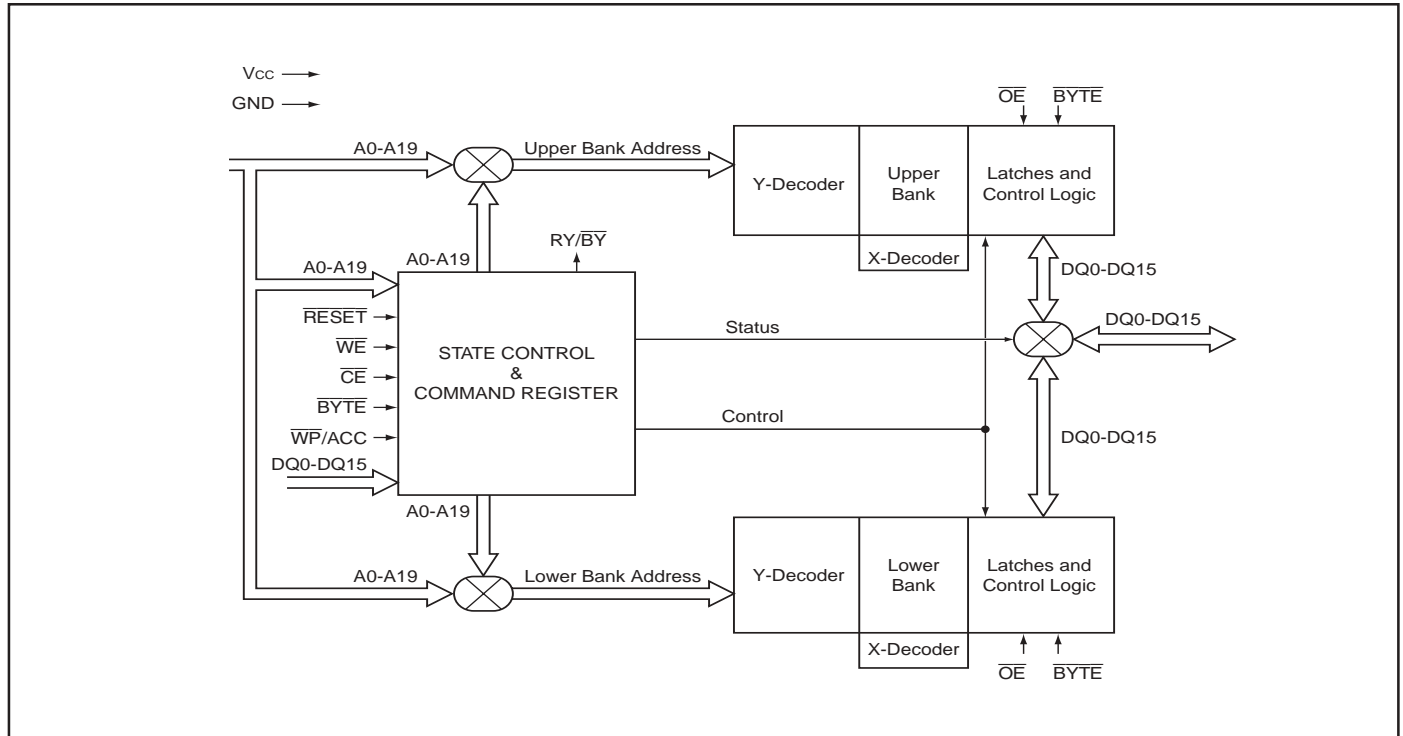 Vcc
GND
OE BYTE
A0-A19
Upper Bank Address
Y-Decoder
Upper
Bank
Latches and
Control Logic
X-Decoder
RY/BY
A0-A19
A0-A19
DQ0-DQ15
RESET
WE
CE
BYTE
WP/ACC
DQ0-DQ15
STATE CONTROL
&
COMMAND REGISTER
Status
DQ0-DQ15
Control
DQ0-DQ15
A0-A19
A0-A19
Lower Bank Address
Y-Decoder
Lower
Bank
Latches and
Control Logic
X-Decoder
OE BYTE